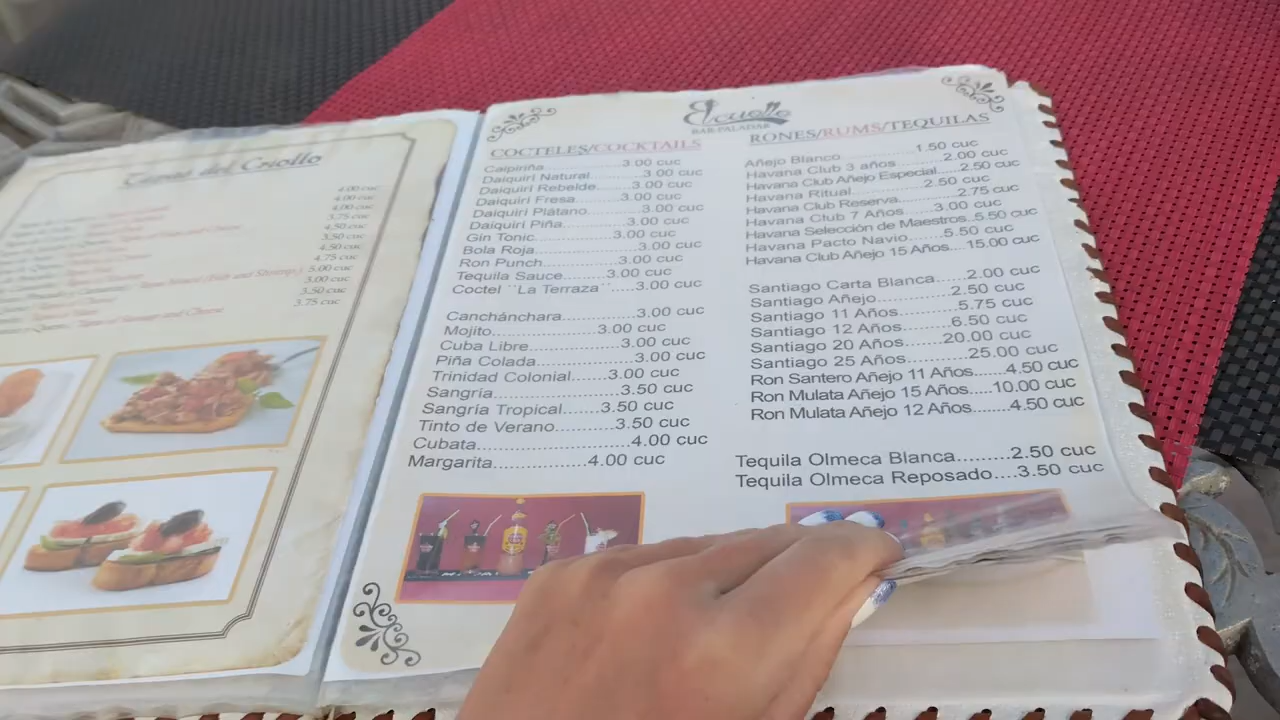 del Criollo
4.00 cuc
4.00 cuc
4.00 cuc
3.75 cuc
4.50 cuc
3.50 cuc
4.50 cuc
4.75 cuc
5.00 cuc
3.00 cuc
3.50 cuc
3.75 cuc
BAR-PALADAR
COCTELES/COCKTAILS
Caipiriña...................3.00 cuc
Daiquirí Natural.............3.00 cuc
Daiquirí Rebelde.........3.00 cuc
Daiquirí Fresa..............3.00 cuc
Daiquirí Plátano............3.00 cuc
Daiquirí Piña................3.00 cuc
Gin Tonic....................3.00 cuc
Bola Roja.........................3.00 cuc
Ron Punch..................3.00 cuc
Tequila Sauce...........3.00 cuc
Coctel ¨La Terraza¨.....3.00 cuc
Canchánchara..................3.00 cuc
Mojito.........................3.00 cuc
Cuba Libre......................3.00 cuc
Piña Colada.....................3.00 cuc
Trinidad Colonial.........3.00 cuc
Sangría.......................3.50 cuc
Sangría Tropical.......3.50 cuc
Tinto de Verano............3.50 cuc
Cubata...........................4.00 cuc
Margarita.................4.00 cuc
RONES/RUMS/TEQUILAS
Añejo Blanco................1.50 cuc
Havana Club 3 años..........2.00 cuc
Havana Club Añejo Especial.....2.50 cuc
Havana Ritual................2.50 cuc
Havana Club Reserva.............2.75 cuc
Havana Club 7 Años........3.00 cuc
Havana Selección de Maestros..5.50 cuc
Havana Pacto Navio........5.50 cuc
Havana Club Añejo 15 Años....15.00 cuc
Santiago Carta Blanca......2.00 cuc
Santiago Añejo..............2.50 cuc
Santiago 11 Años............5.75 cuc
Santiago 12 Años...........6.50 cuc
Santiago 20 Años.........20.00 cuc
Santiago 25 Años..............25.00 cuc
Ron Santero Añejo 11 Años.......4.50 cuc
Ron Mulata Añejo 15 Años.....10.00 cuc
Ron Mulata Añejo 12 Años.......4.50 cuc
Tequila Olmeca Blanca.........2.50 cuc
Tequila Olmeca Reposado....3.50 cuc